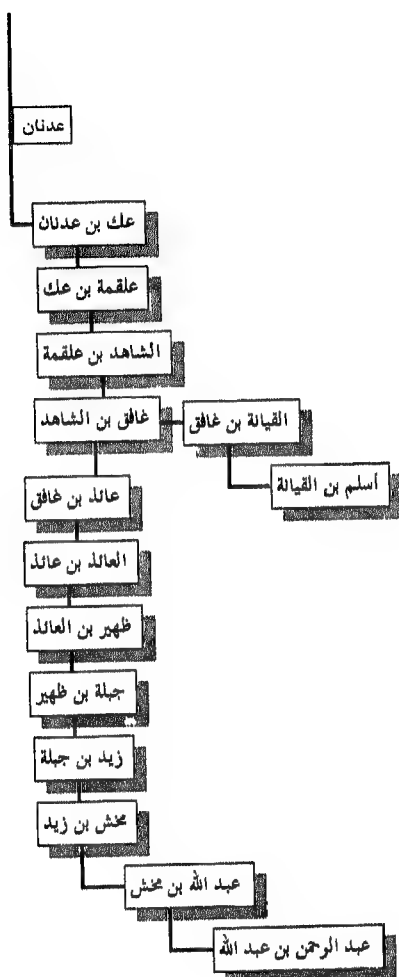 عدنان
عك بن عدنان
علقمة بن عك
الشاهد بن علقمة
غافق بن الشاهد
القيانة بن غافق
أسلم بن القيانة
عائذ بن غافق
العائذ بن عائذ
ظهير بن العائذ
جبلة بن ظهير
زيد بن جبلة
مخش بن زيد
عبد الله بن مخش
عبد الرحمن بن عبد الله